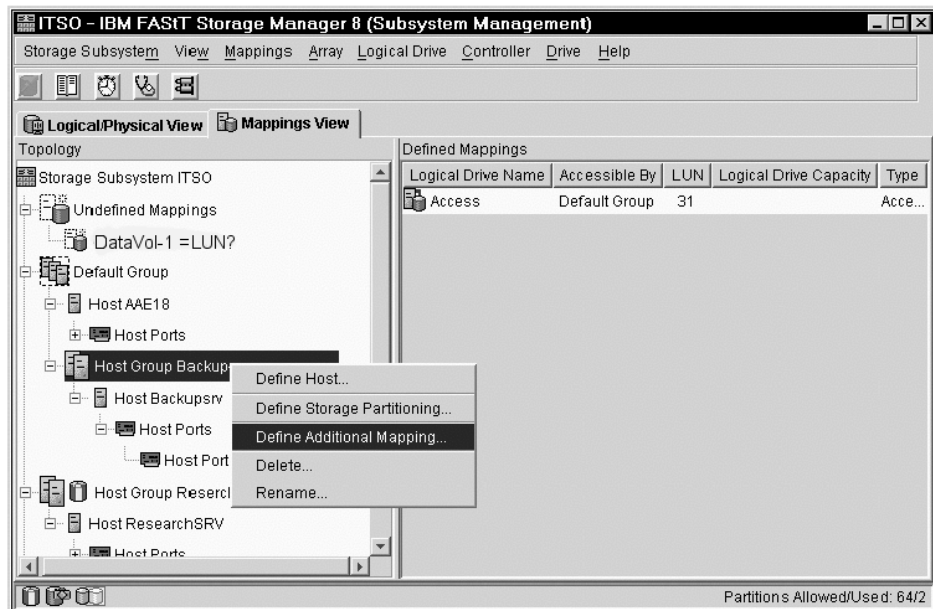 ITSO - IBM FAStT Storage Manager 8 (Subsystem Management)
Storage Subsystem View Mappings Array Logical Drive Controller Drive Help
Logical/Physical View Mappings View
Topology
Storage Subsystem ITSO
Undefined Mappings
DataVol-1 =LUN?
Default Group
Host AAE18
Host Ports
Host Group Backup
Host Backupsrv
Host Ports
Host Port
Host Group Reserch
Host ResearchSRV
Host Ports
Define Host...
Define Storage Partitioning...
Define Additional Mapping...
Delete...
Rename...
Defined Mappings
Logical Drive Name Accessible By LUN Logical Drive Capacity Type
Access Default Group 31 Acce...
Partitions Allowed/Used: 64/2